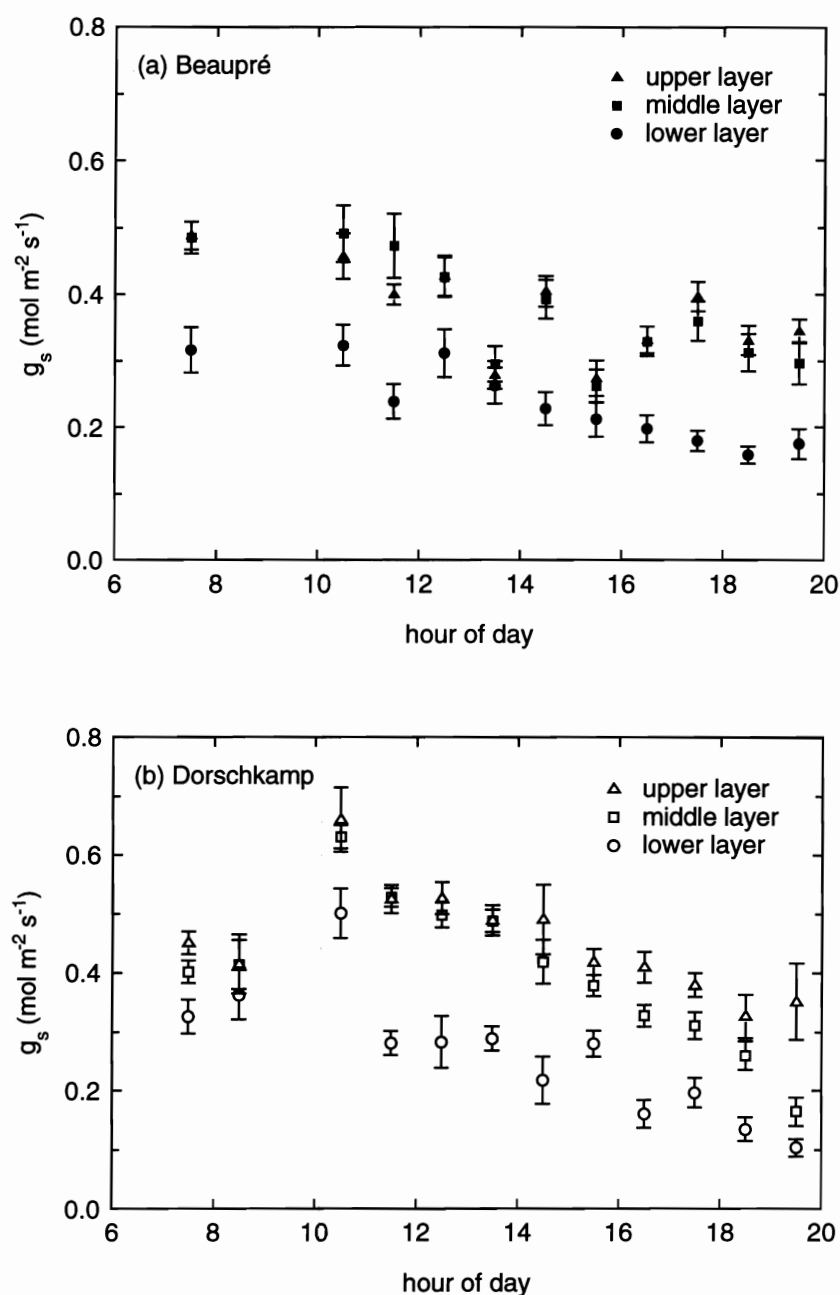 (a) Beaupré
upper layer
middle layer
lower layer
0.8
0.6
0.4
0.2
0.0
g_s (mol m⁻² s⁻¹)
6 8 10 12 14 16 18 20
hour of day
(b) Dorschkamp
upper layer
middle layer
lower layer
0.8
0.6
0.4
0.2
0.0
g_s (mol m⁻² s⁻¹)
6 8 10 12 14 16 18 20
hour of day